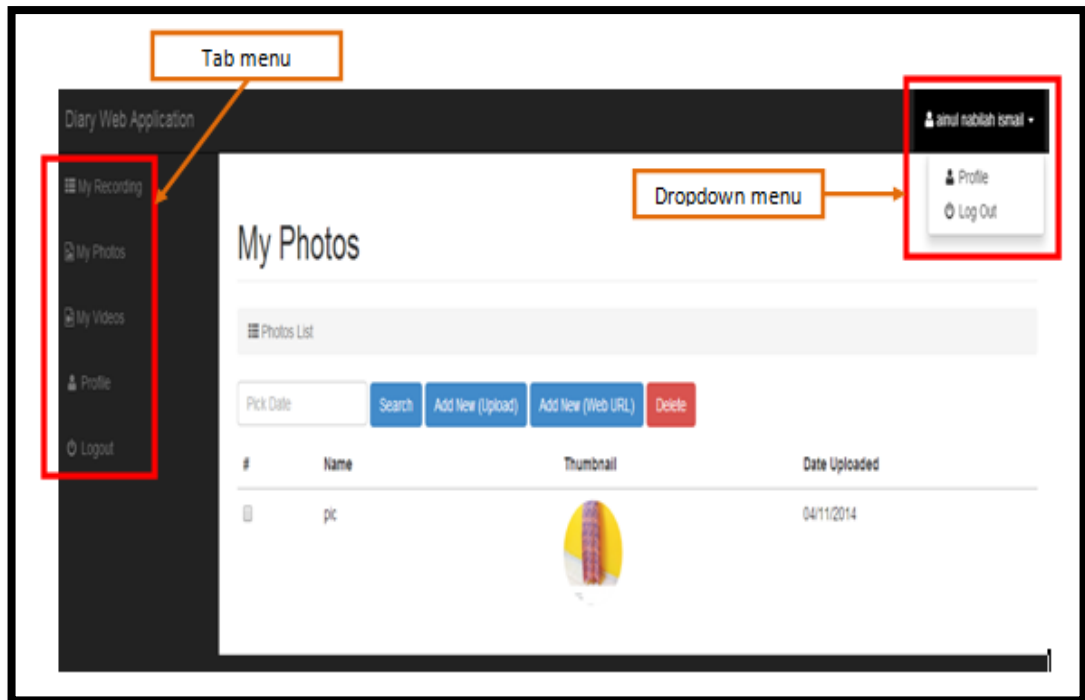 Tab menu
Diary Web Application
ainul nabilah ismail
My Recording
My Photos
My Videos
Profile
Logout
Dropdown menu
Profile
Log Out
My Photos
Photos List
Pick Date Search Add New (Upload) Add New (Web URL) Delete
# Name Thumbnail Date Uploaded
pic 04/11/2014